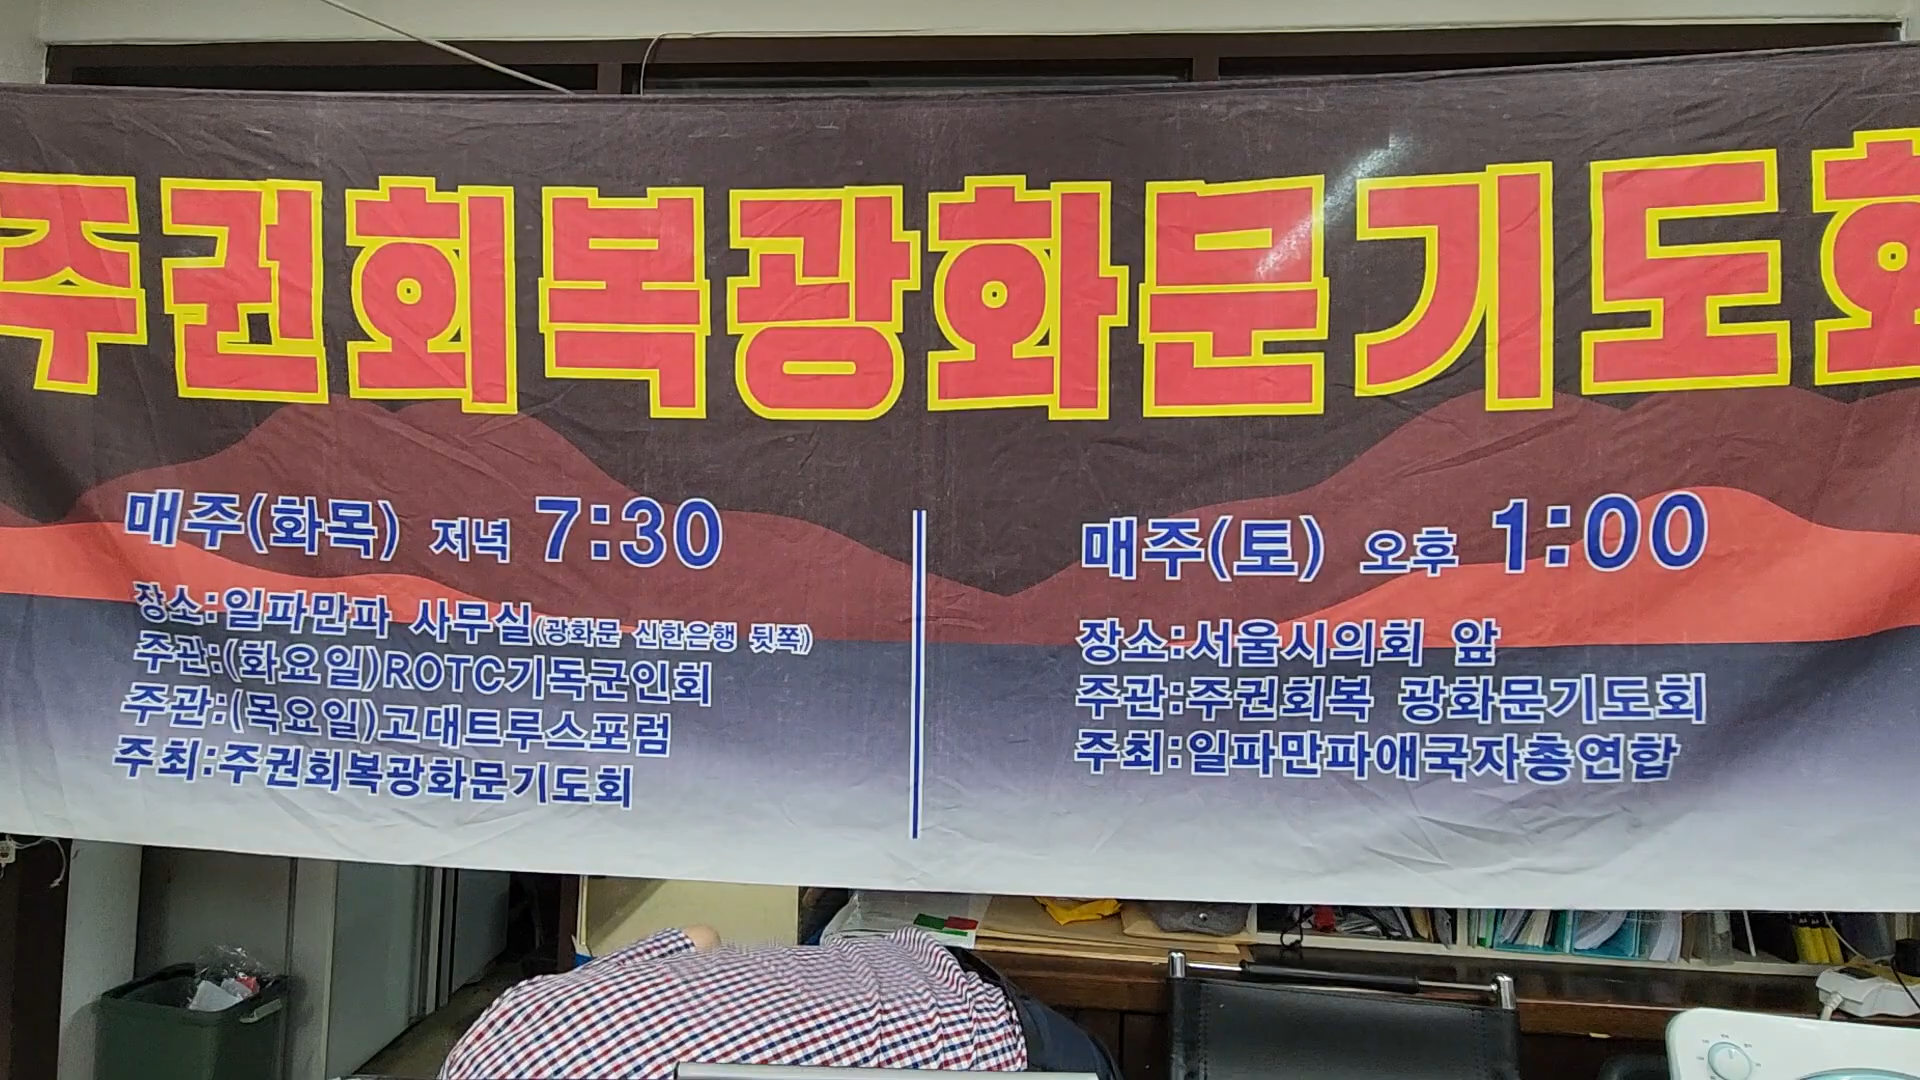 주권회복광화문기도회
매주(화목) 저녁 7:30
장소:일파만파 사무실(광화문 신한은행 뒷쪽)
주관:(화요일)ROTC기독군인회
주관:(목요일)고대트루스포럼
주최:주권회복광화문기도회
매주(토) 오후 1:00
장소:서울시의회 앞
주관:주권회복 광화문기도회
주최:일파만파애국자총연합